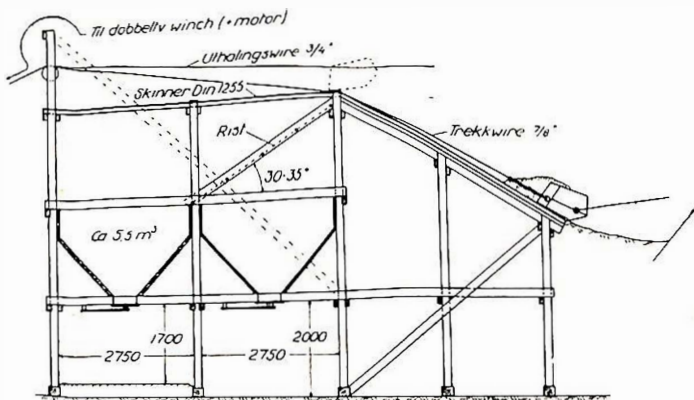 Til dobbeltv winch (+ motor)
Uthalingswire 3/4"
Skinner Din 1255
Rist
Trekkwire 7/8"
30-35°
Ca 5,5 m³
1700
2000
2750
2750